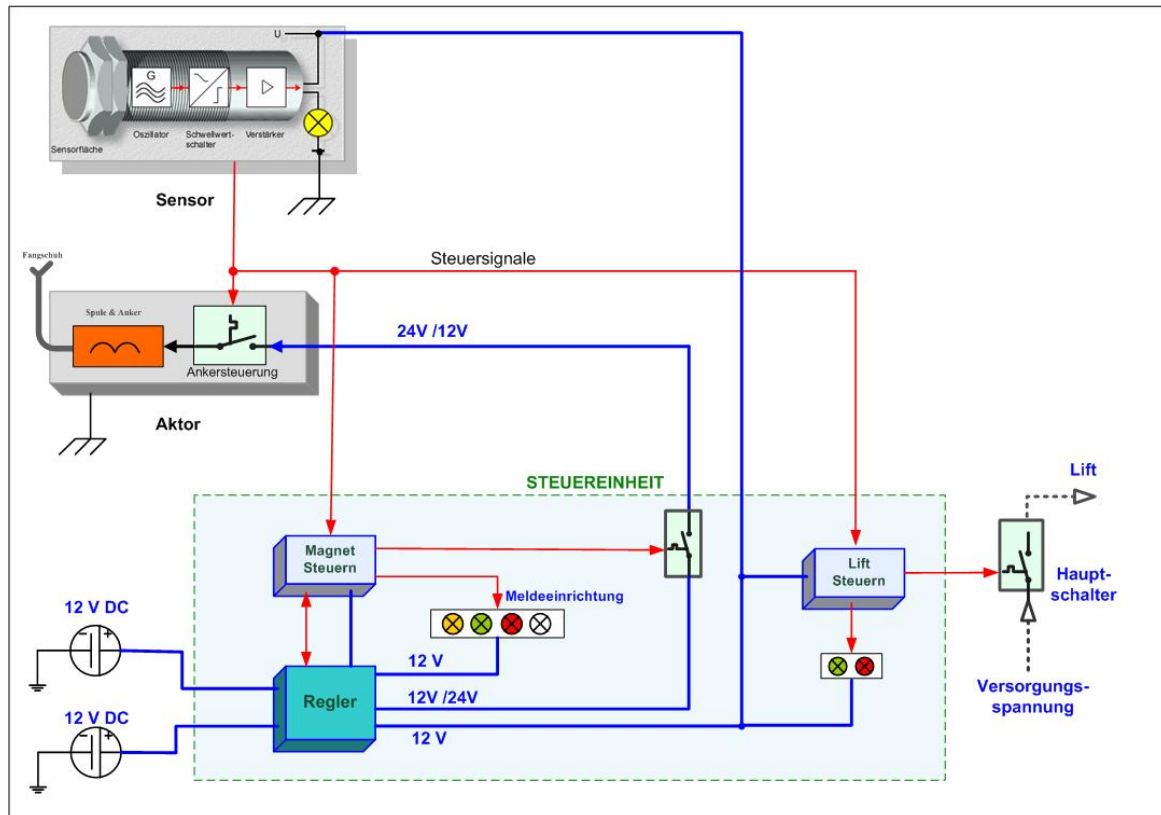 U
G
Oszillator
Schwellwert-
schalter
Verstärker
Sensorfläche
Sensor
Fangschuh
Steuersignale
Spule & Anker
24V /12V
Ankersteuerung
Aktor
STEUEREINHEIT
Lift
Magnet
Steuern
Lift
Steuern
Haupt-
schalter
Meldeeinrichtung
12 V DC
- +
12 V
Regler
12V /24V
Versorgungs-
spannung
12 V DC
- +
12 V